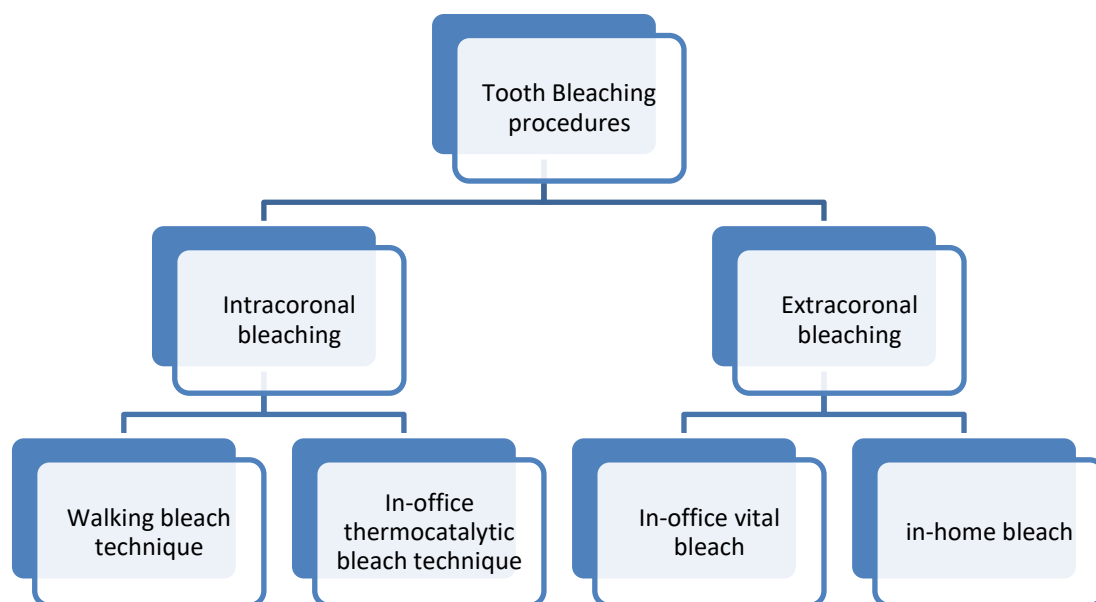 Tooth Bleaching
procedures
Intracoronal
bleaching
Extracoronal
bleaching
Walking bleach
technique
In-office
thermocatalytic
bleach technique
In-office vital
bleach
in-home bleach